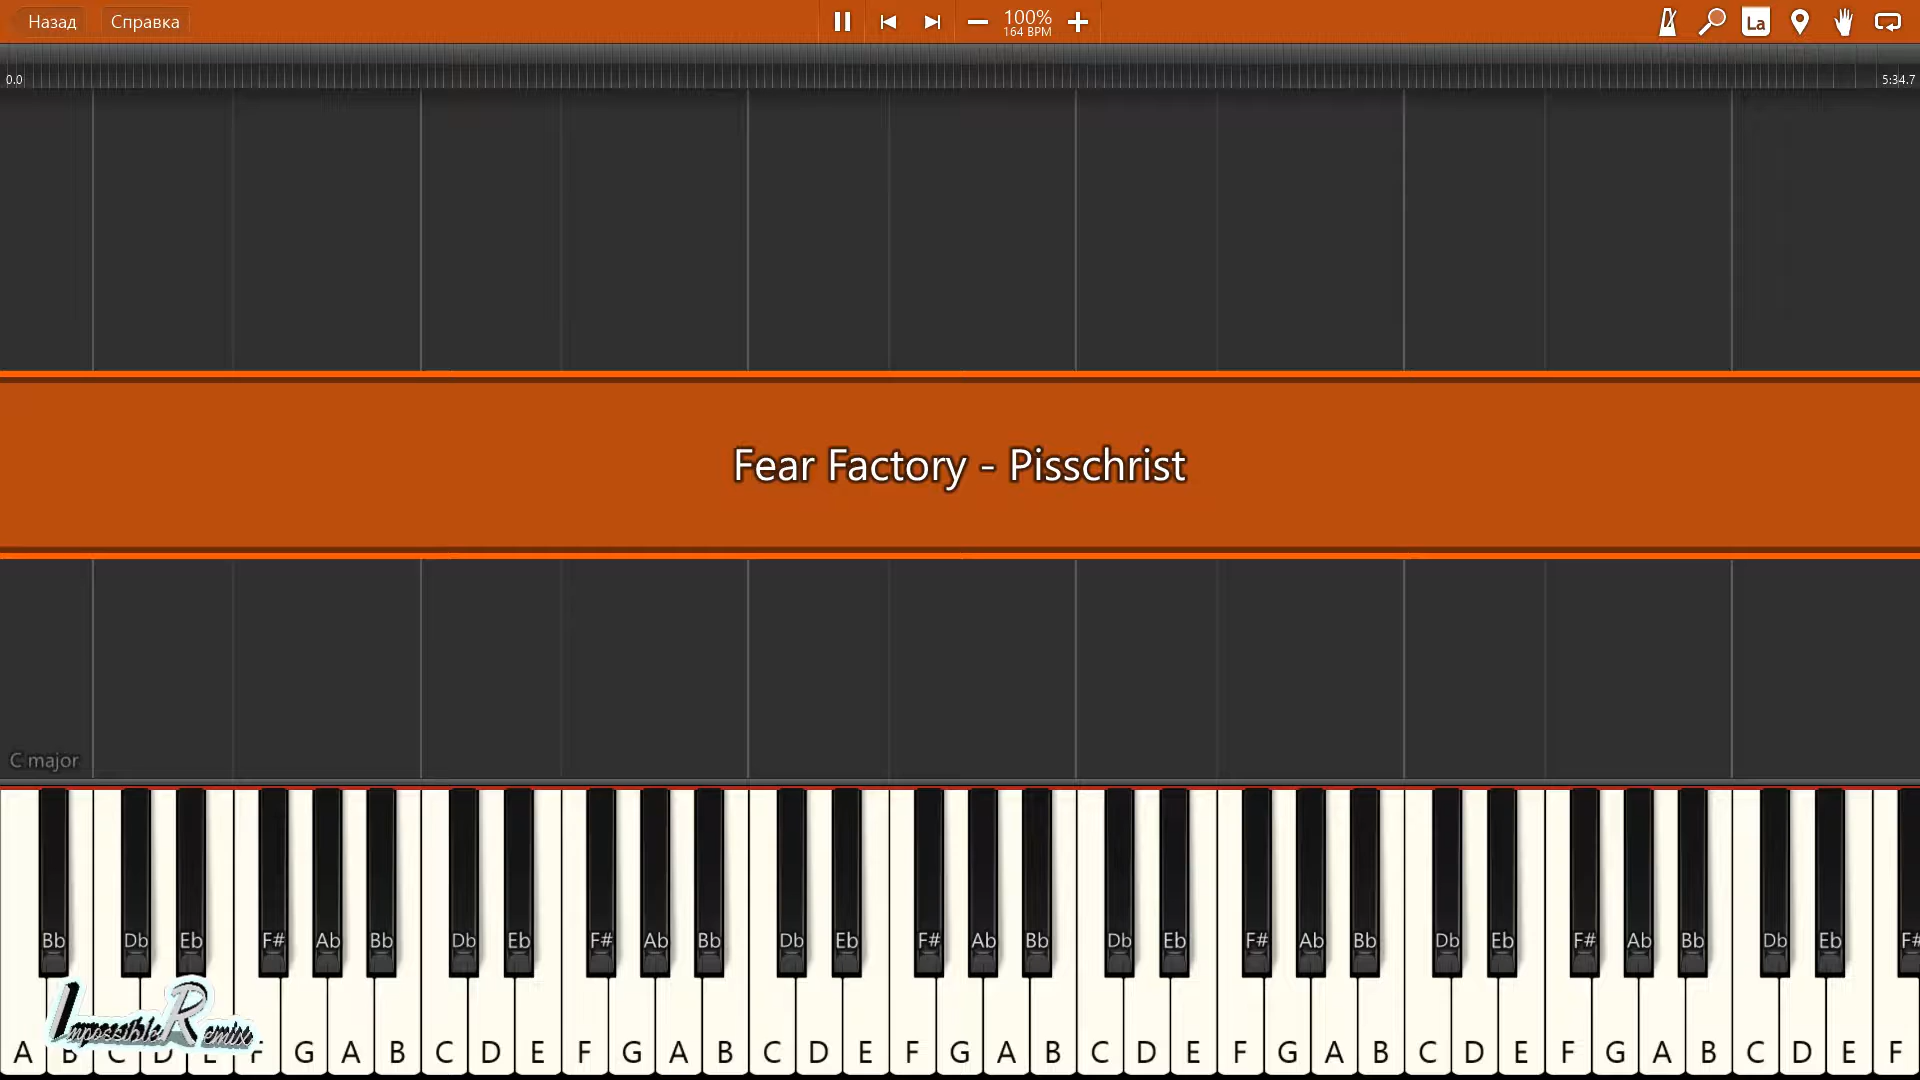 Назад Справка 100% La
164 BPM
0.0 5:34.7
Fear Factory - Pisschrist
C major
Bb Db Eb F# Ab Bb Db Eb F# Ab Bb Db Eb F# Ab Bb Db Eb F# Ab Bb Db Eb F# Ab Bb Db Eb F#
Impossible Remix
A B C D E F G A B C D E F G A B C D E F G A B C D E F G A B C D E F G A B C D E F